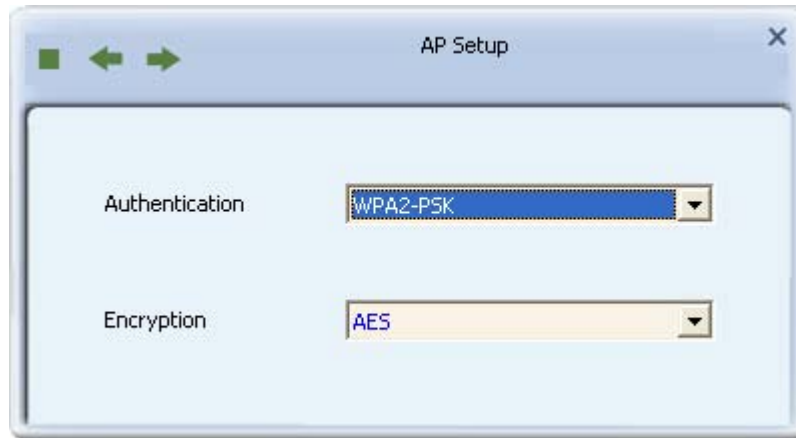 AP Setup
Authentication
WPA2-PSK
Encryption
AES